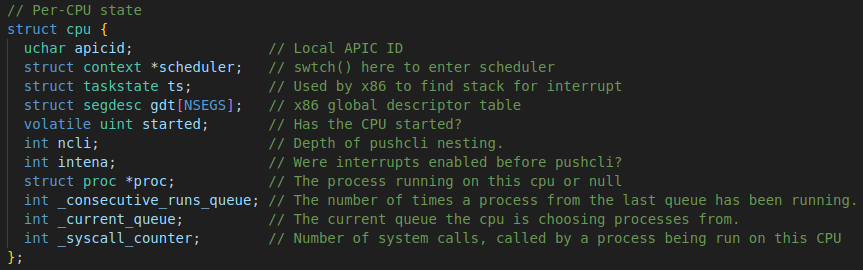 // Per-CPU state
struct cpu {
  uchar apicid;                // Local APIC ID
  struct context *scheduler;   // swtch() here to enter scheduler
  struct taskstate ts;         // Used by x86 to find stack for interrupt
  struct segdesc gdt[NSEGS];   // x86 global descriptor table
  volatile uint started;       // Has the CPU started?
  int ncli;                    // Depth of pushcli nesting.
  int intena;                  // Were interrupts enabled before pushcli?
  struct proc *proc;           // The process running on this cpu or null
  int _consecutive_runs_queue; // The number of times a process from the last queue has been running.
  int _current_queue;          // The current queue the cpu is choosing processes from.
  int _syscall_counter;        // Number of system calls, called by a process being run on this CPU
};